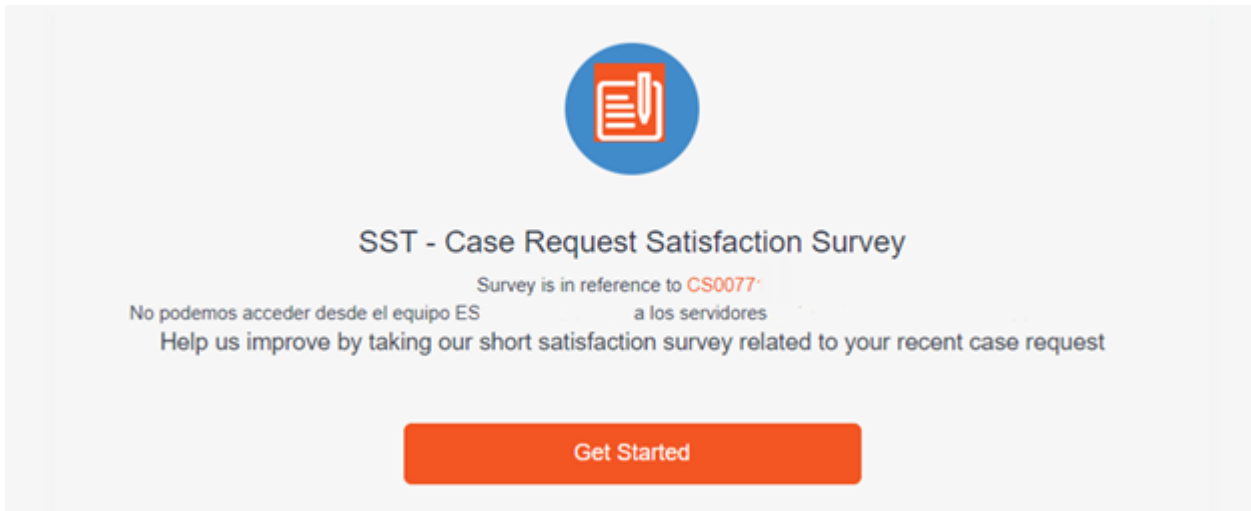 SST - Case Request Satisfaction Survey
Survey is in reference to CS0077
No podemos acceder desde el equipo ES a los servidores
Help us improve by taking our short satisfaction survey related to your recent case request
Get Started